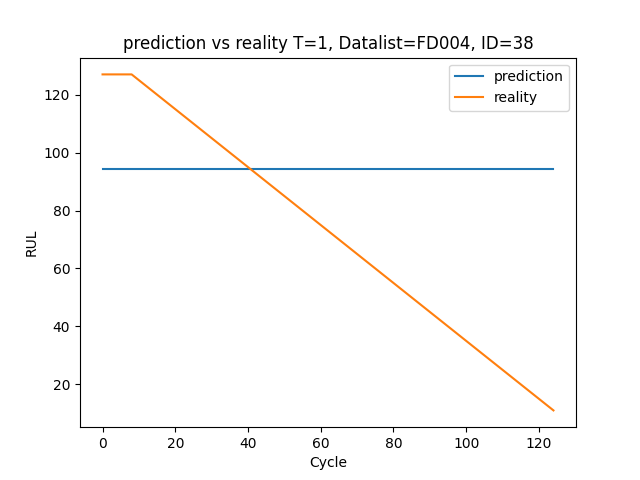 prediction vs reality T=1, Datalist=FD004, ID=38
prediction
reality
120
100
80
60
40
20
RUL
0 20 40 60 80 100 120
Cycle